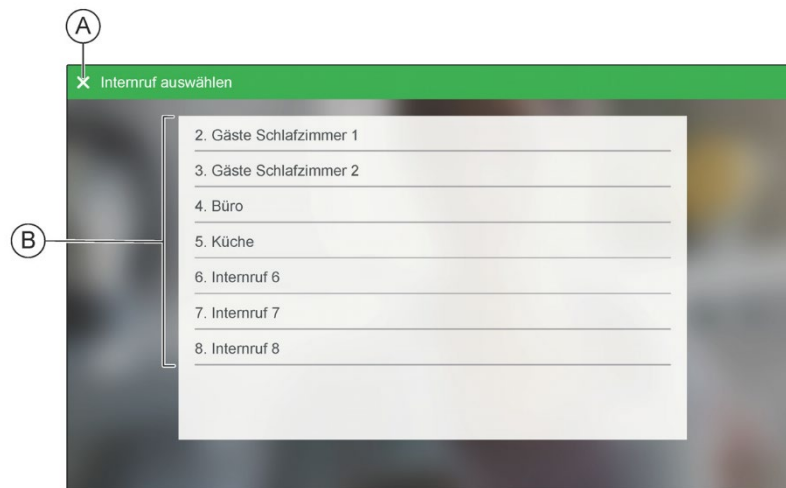 A
× Internruf auswählen
2. Gäste Schlafzimmer 1
3. Gäste Schlafzimmer 2
4. Büro
B
5. Küche
6. Internruf 6
7. Internruf 7
8. Internruf 8